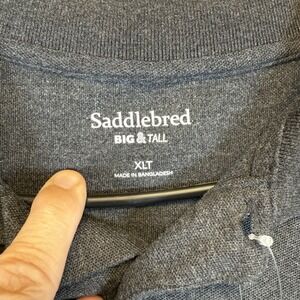 Saddlebred
BIG & TALL
XLT
MADE IN BANGLADESH